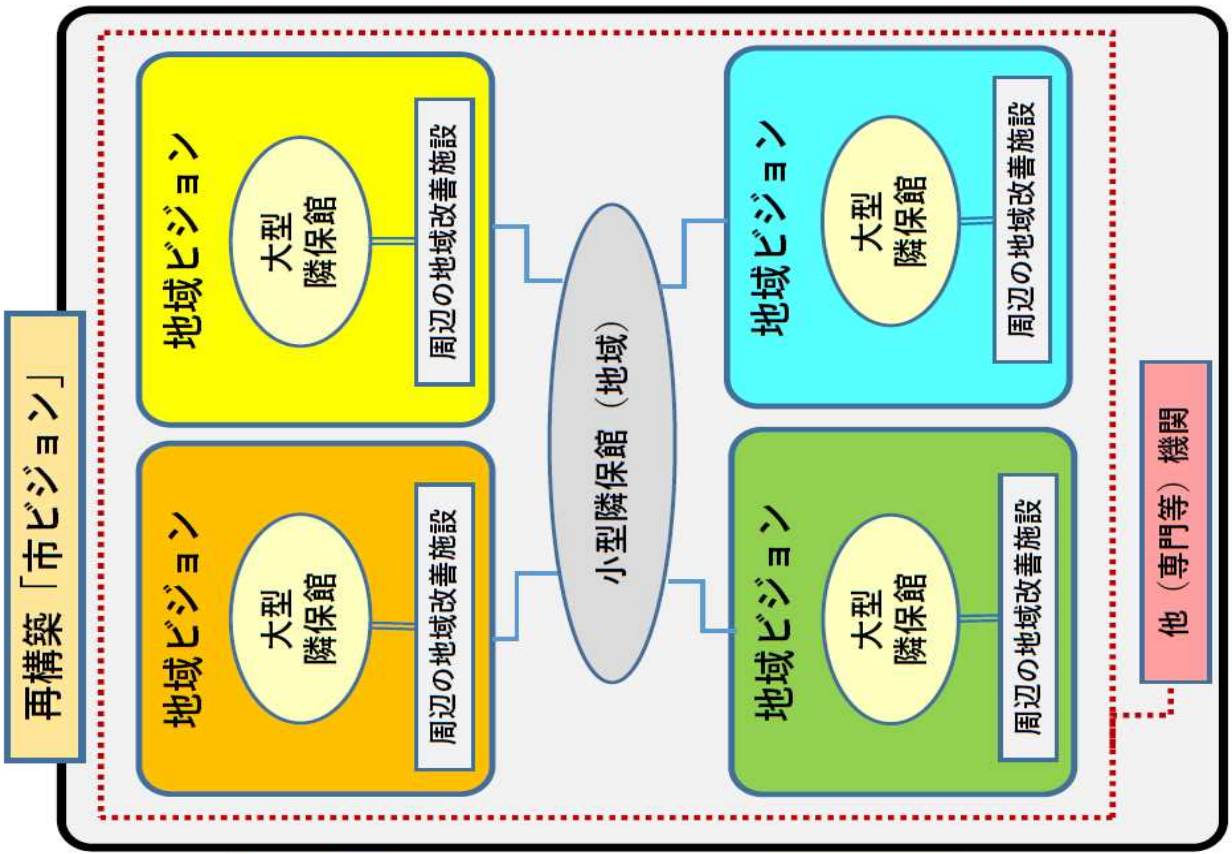 再構築「市ビジョン」
地域ビジョン
大型
隣保館
周辺の地域改善施設
地域ビジョン
大型
隣保館
周辺の地域改善施設
小型隣保館（地域）
地域ビジョン
大型
隣保館
周辺の地域改善施設
地域ビジョン
大型
隣保館
周辺の地域改善施設
他（専門等）機関